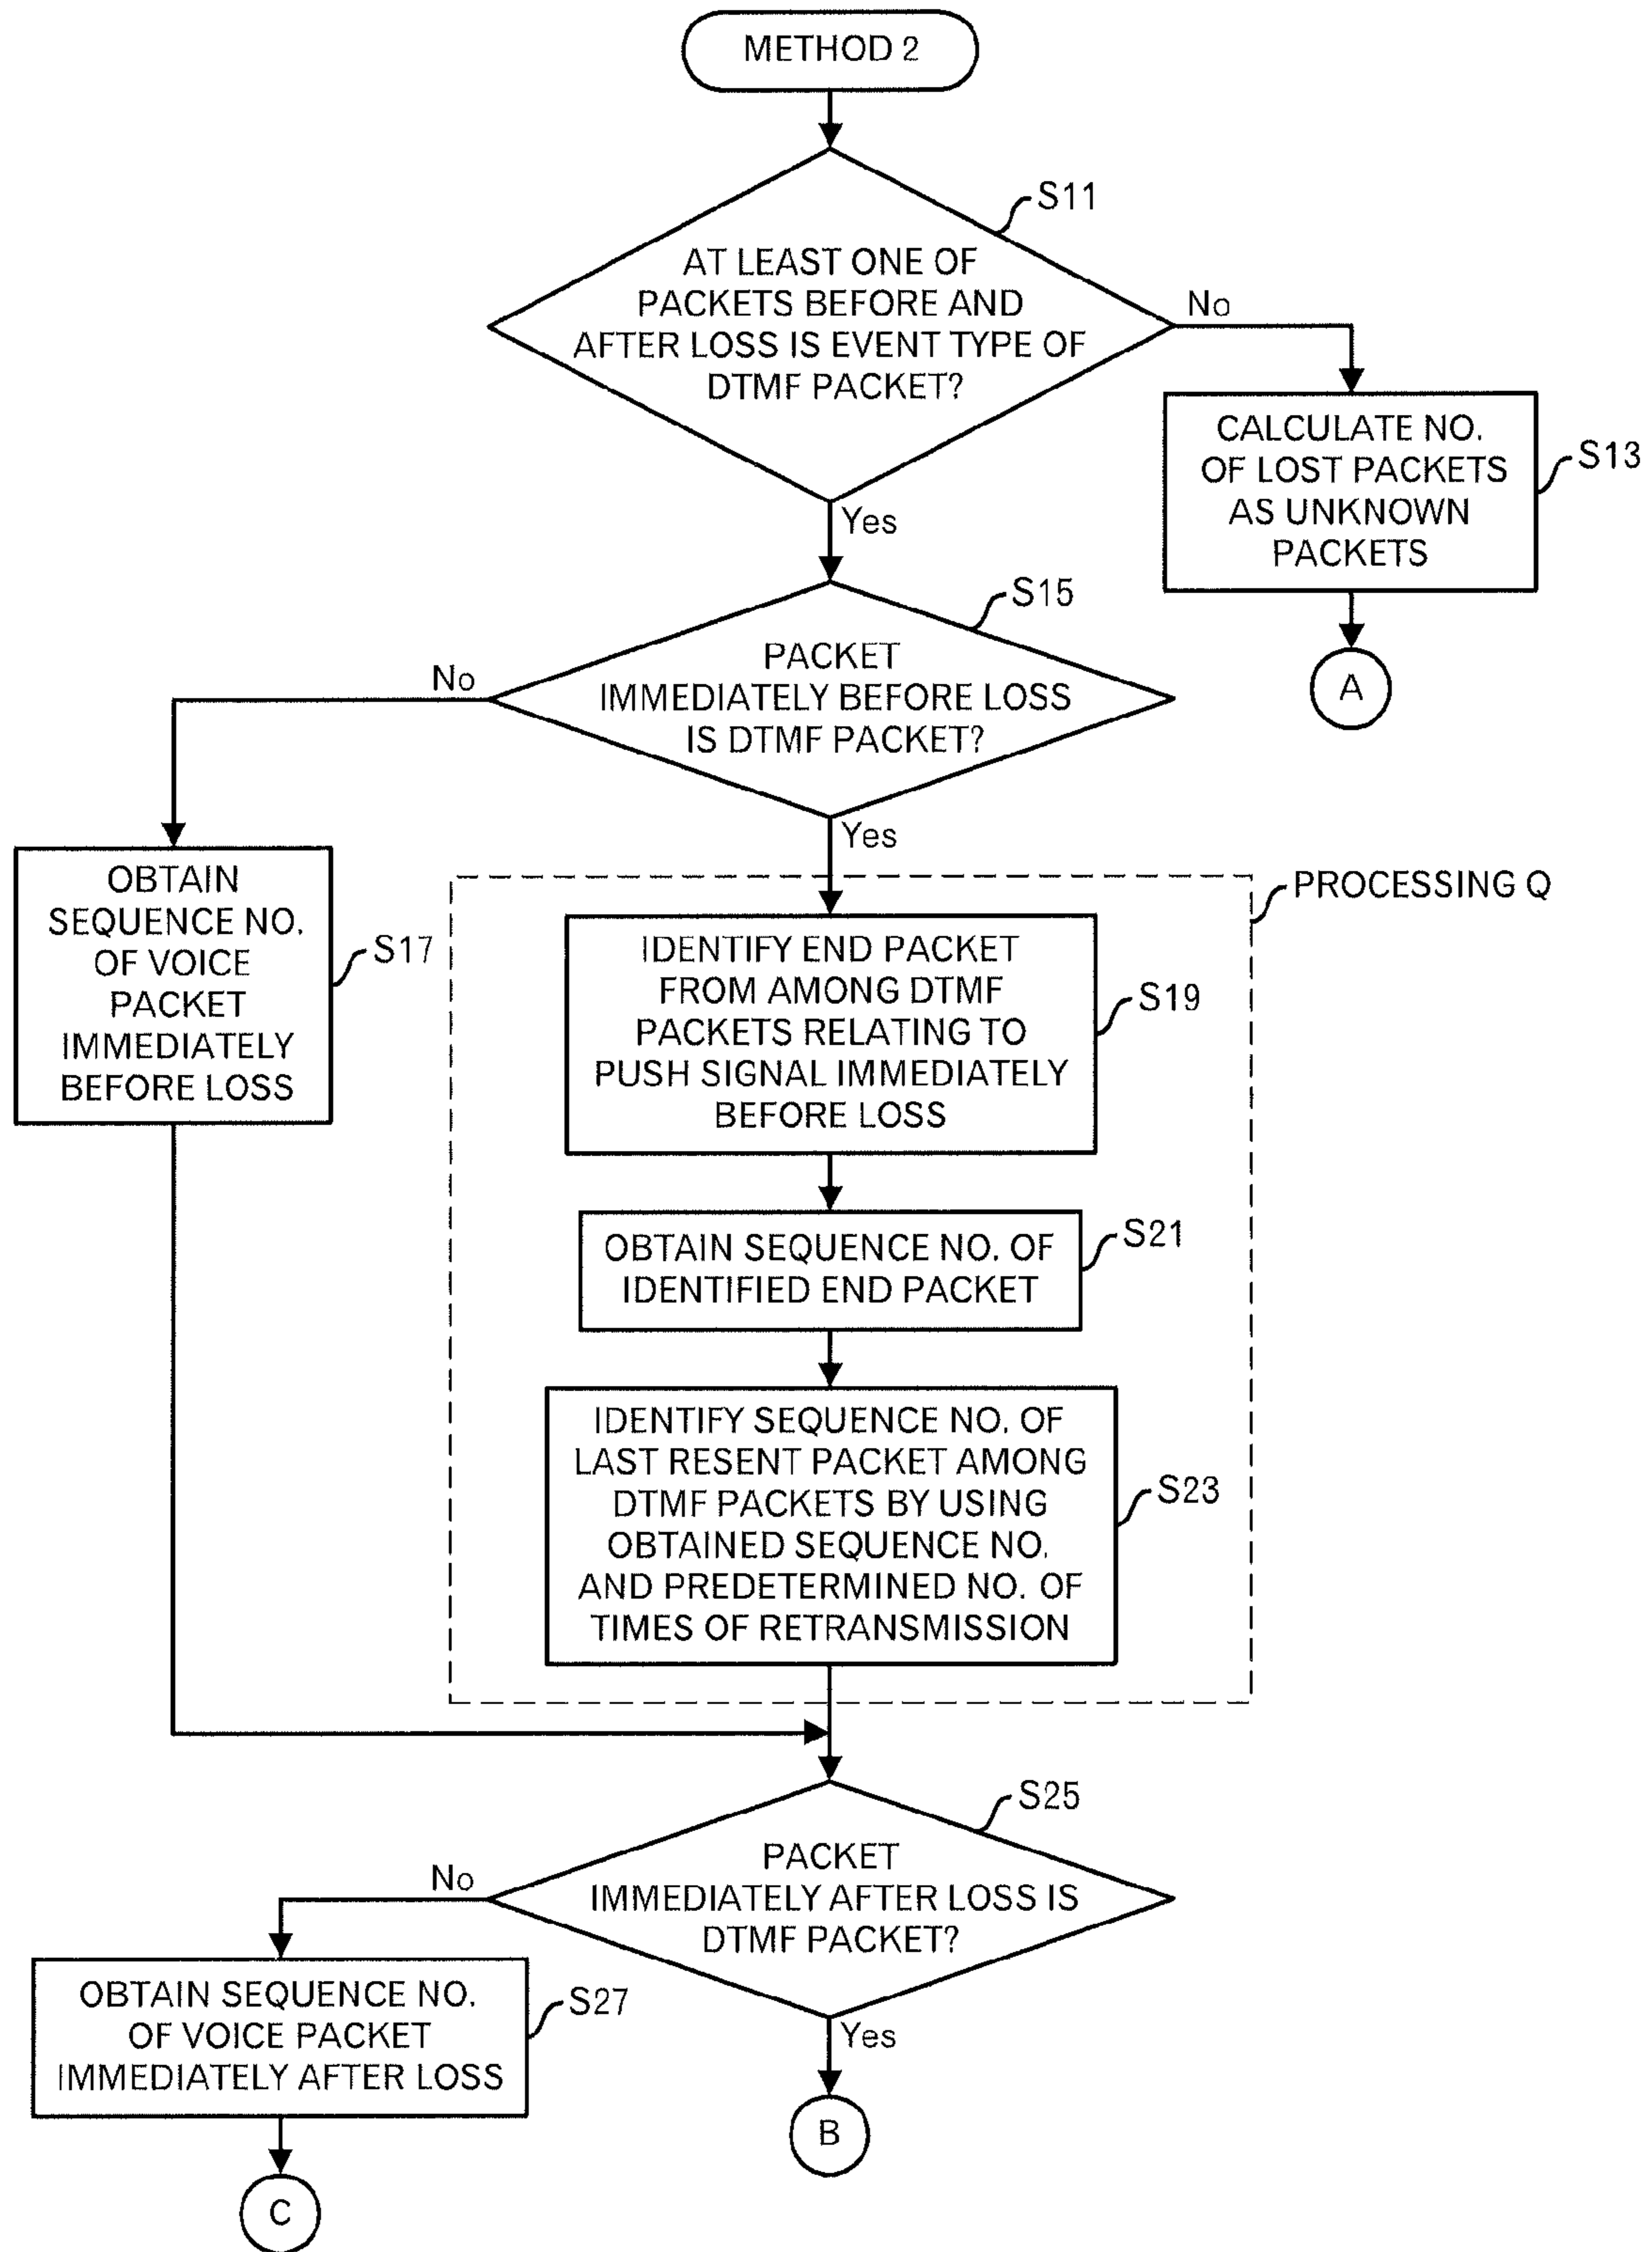 METHOD 2
S11
AT LEAST ONE OF
PACKETS BEFORE AND
AFTER LOSS IS EVENT TYPE OF
DTMF PACKET?
No
Yes
CALCULATE NO.
OF LOST PACKETS
AS UNKNOWN
PACKETS
S13
A
S15
PACKET
IMMEDIATELY BEFORE LOSS
IS DTMF PACKET?
No
Yes
OBTAIN
SEQUENCE NO.
OF VOICE
PACKET
IMMEDIATELY
BEFORE LOSS
S17
PROCESSING Q
IDENTIFY END PACKET
FROM AMONG DTMF
PACKETS RELATING TO
PUSH SIGNAL IMMEDIATELY
BEFORE LOSS
S19
OBTAIN SEQUENCE NO. OF
IDENTIFIED END PACKET
S21
IDENTIFY SEQUENCE NO. OF
LAST RESENT PACKET AMONG
DTMF PACKETS BY USING
OBTAINED SEQUENCE NO.
AND PREDETERMINED NO. OF
TIMES OF RETRANSMISSION
S23
S25
PACKET
IMMEDIATELY AFTER LOSS IS
DTMF PACKET?
No
Yes
OBTAIN SEQUENCE NO.
OF VOICE PACKET
IMMEDIATELY AFTER LOSS
S27
B
C